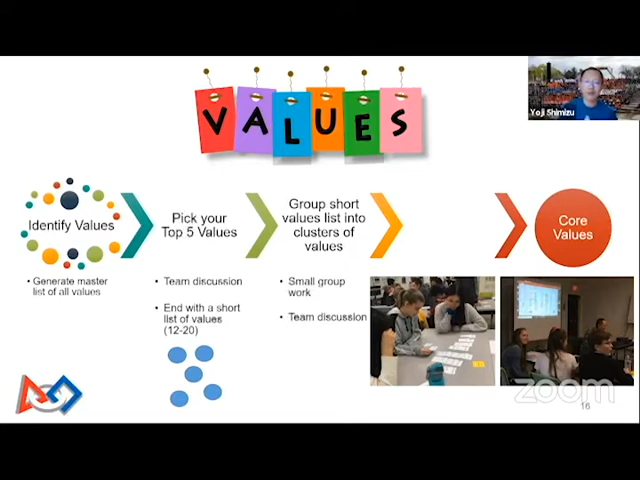 VALUES
Yoji Shimizu
Identify Values
Pick your
Top 5 Values
Group short
values list into
clusters of
values
Core
Values
• Generate master
list of all values
• Team discussion
• End with a short
list of values
(12-20)
• Small group
work
• Team discussion
zoom
16